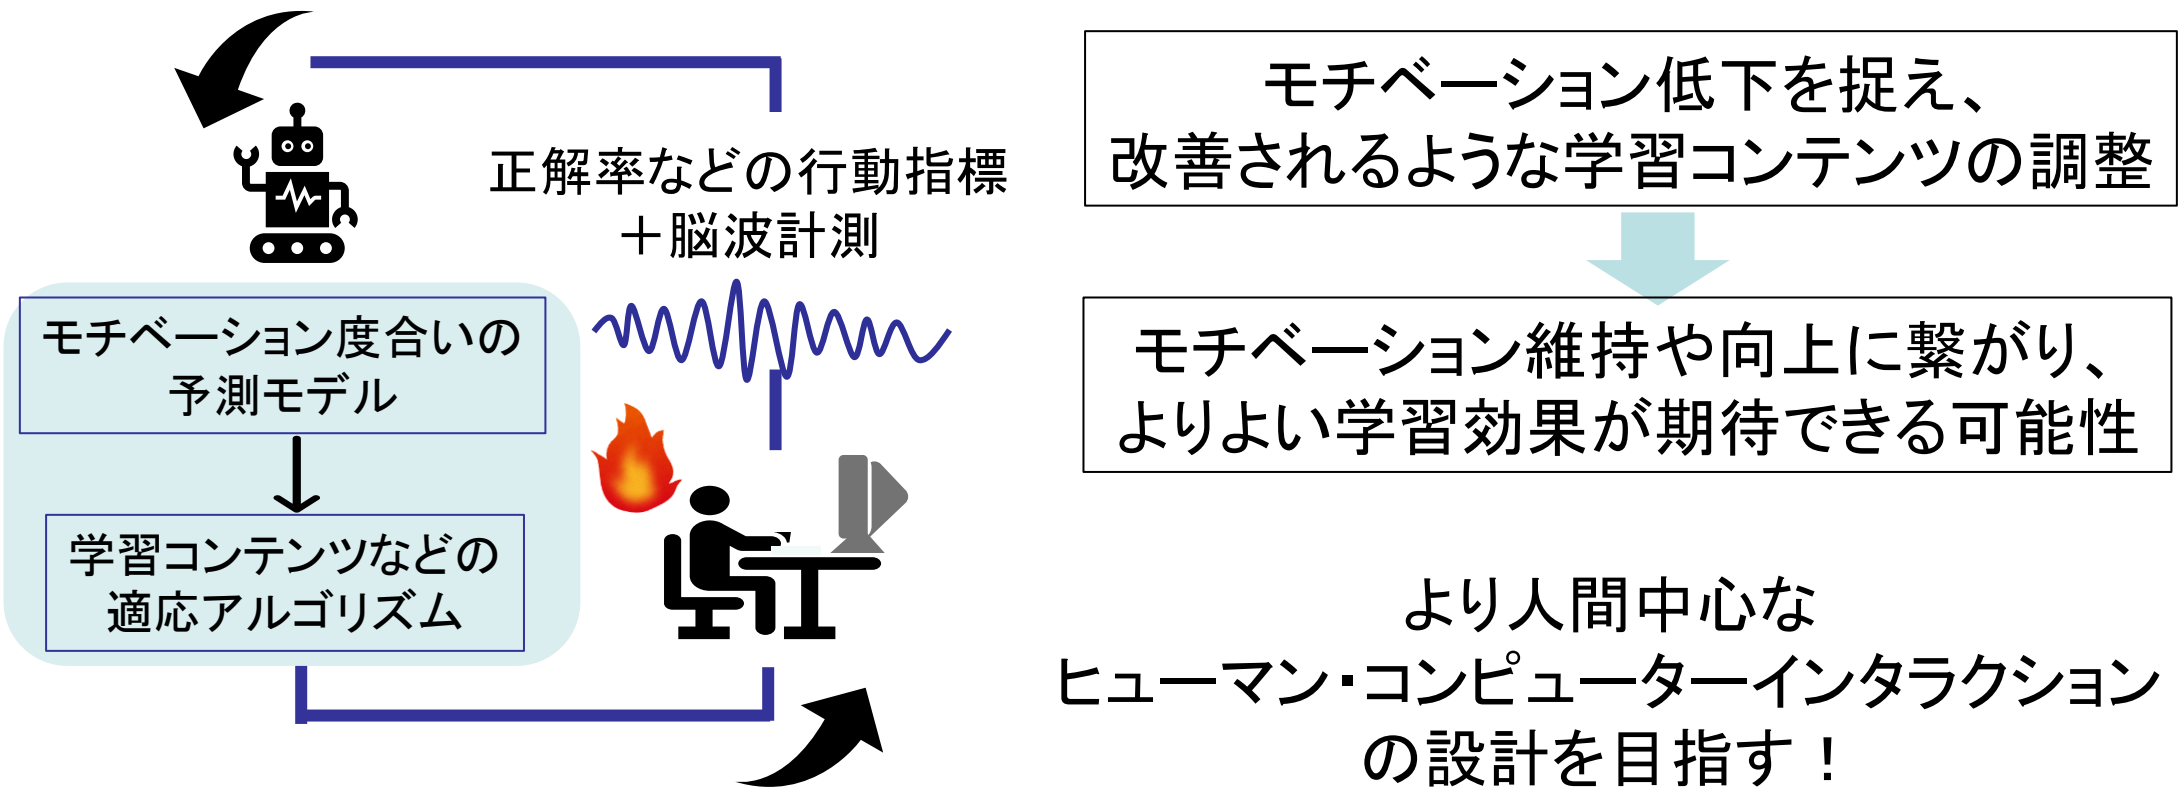 正解率などの行動指標
＋脳波計測
モチベーション度合いの
予測モデル
学習コンテンツなどの
適応アルゴリズム
モチベーション低下を捉え、
改善されるような学習コンテンツの調整
モチベーション維持や向上に繋がり、
よりよい学習効果が期待できる可能性
より人間中心な
ヒューマン・コンピューターインタラクション
の設計を目指す！